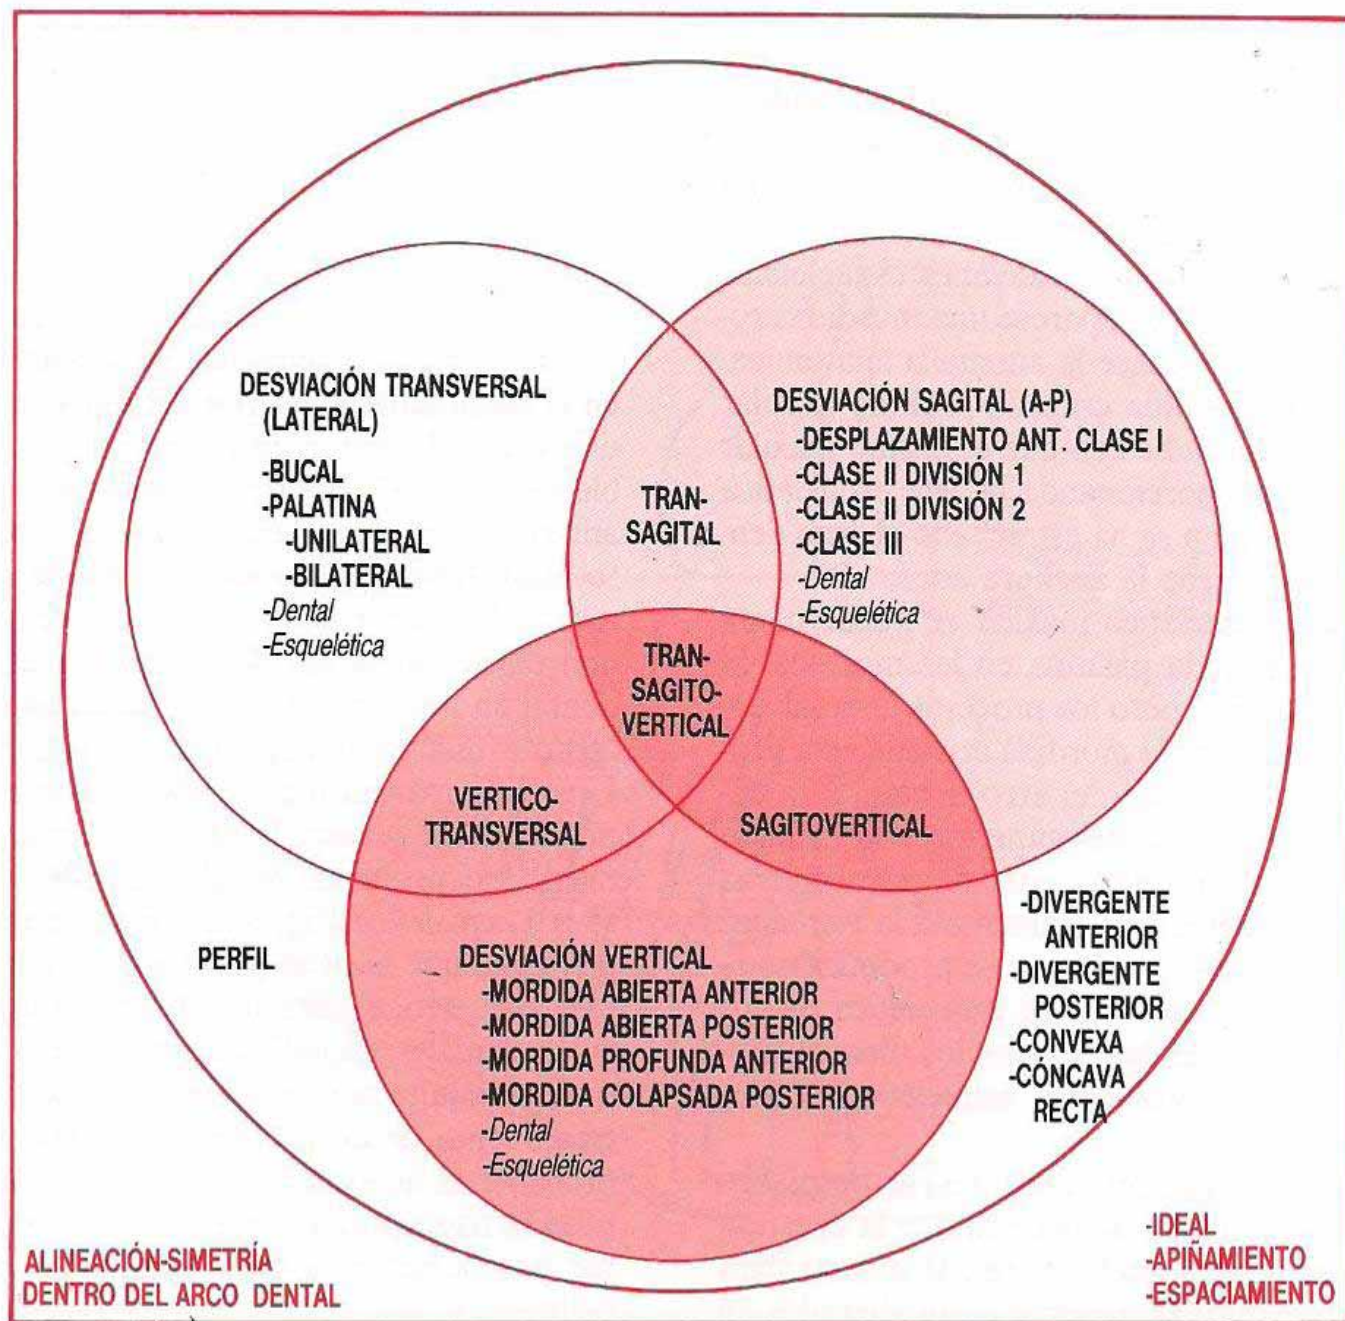 DESVIACIÓN TRANSVERSAL
(LATERAL)
-BUCAL
-PALATINA
-UNILATERAL
-BILATERAL
-Dental
-Esquelética
TRAN-
SAGITAL
DESVIACIÓN SAGITAL (A-P)
-DESPLAZAMIENTO ANT. CLASE I
-CLASE II DIVISIÓN 1
-CLASE II DIVISIÓN 2
-CLASE III
-Dental
-Esquelética
TRAN-
SAGITO-
VERTICAL
VERTICO-
TRANSVERSAL
SAGITOVERTICAL
PERFIL
DESVIACIÓN VERTICAL
-MORDIDA ABIERTA ANTERIOR
-MORDIDA ABIERTA POSTERIOR
-MORDIDA PROFUNDA ANTERIOR
-MORDIDA COLAPSADA POSTERIOR
-Dental
-Esquelética
-DIVERGENTE
ANTERIOR
-DIVERGENTE
POSTERIOR
-CONVEXA
-CÓNCAVA
RECTA
ALINEACIÓN-SIMETRÍA
DENTRO DEL ARCO DENTAL
-IDEAL
-APIÑAMIENTO
-ESPACIAMIENTO